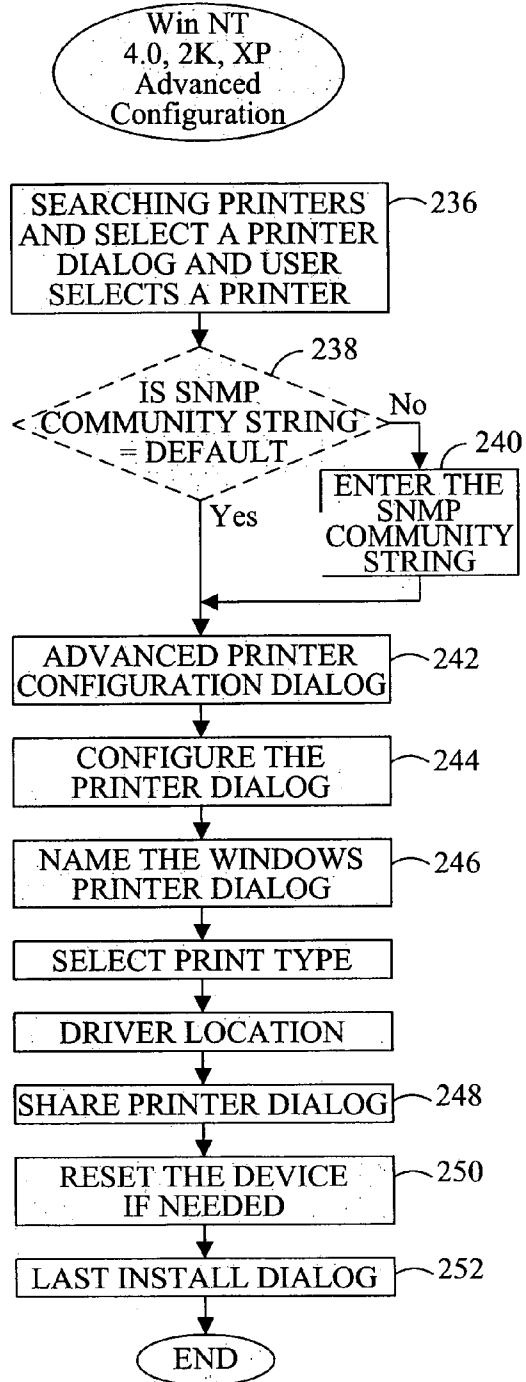 Win NT
4.0, 2K, XP
Advanced
Configuration
SEARCHING PRINTERS
AND SELECT A PRINTER
DIALOG AND USER
SELECTS A PRINTER
236
238
IS SNMP
COMMUNITY STRING
= DEFAULT
No
Yes
240
ENTER THE
SNMP
COMMUNITY
STRING
ADVANCED PRINTER
CONFIGURATION DIALOG
242
CONFIGURE THE
PRINTER DIALOG
244
NAME THE WINDOWS
PRINTER DIALOG
246
SELECT PRINT TYPE
DRIVER LOCATION
SHARE PRINTER DIALOG
248
RESET THE DEVICE
IF NEEDED
250
LAST INSTALL DIALOG
252
END